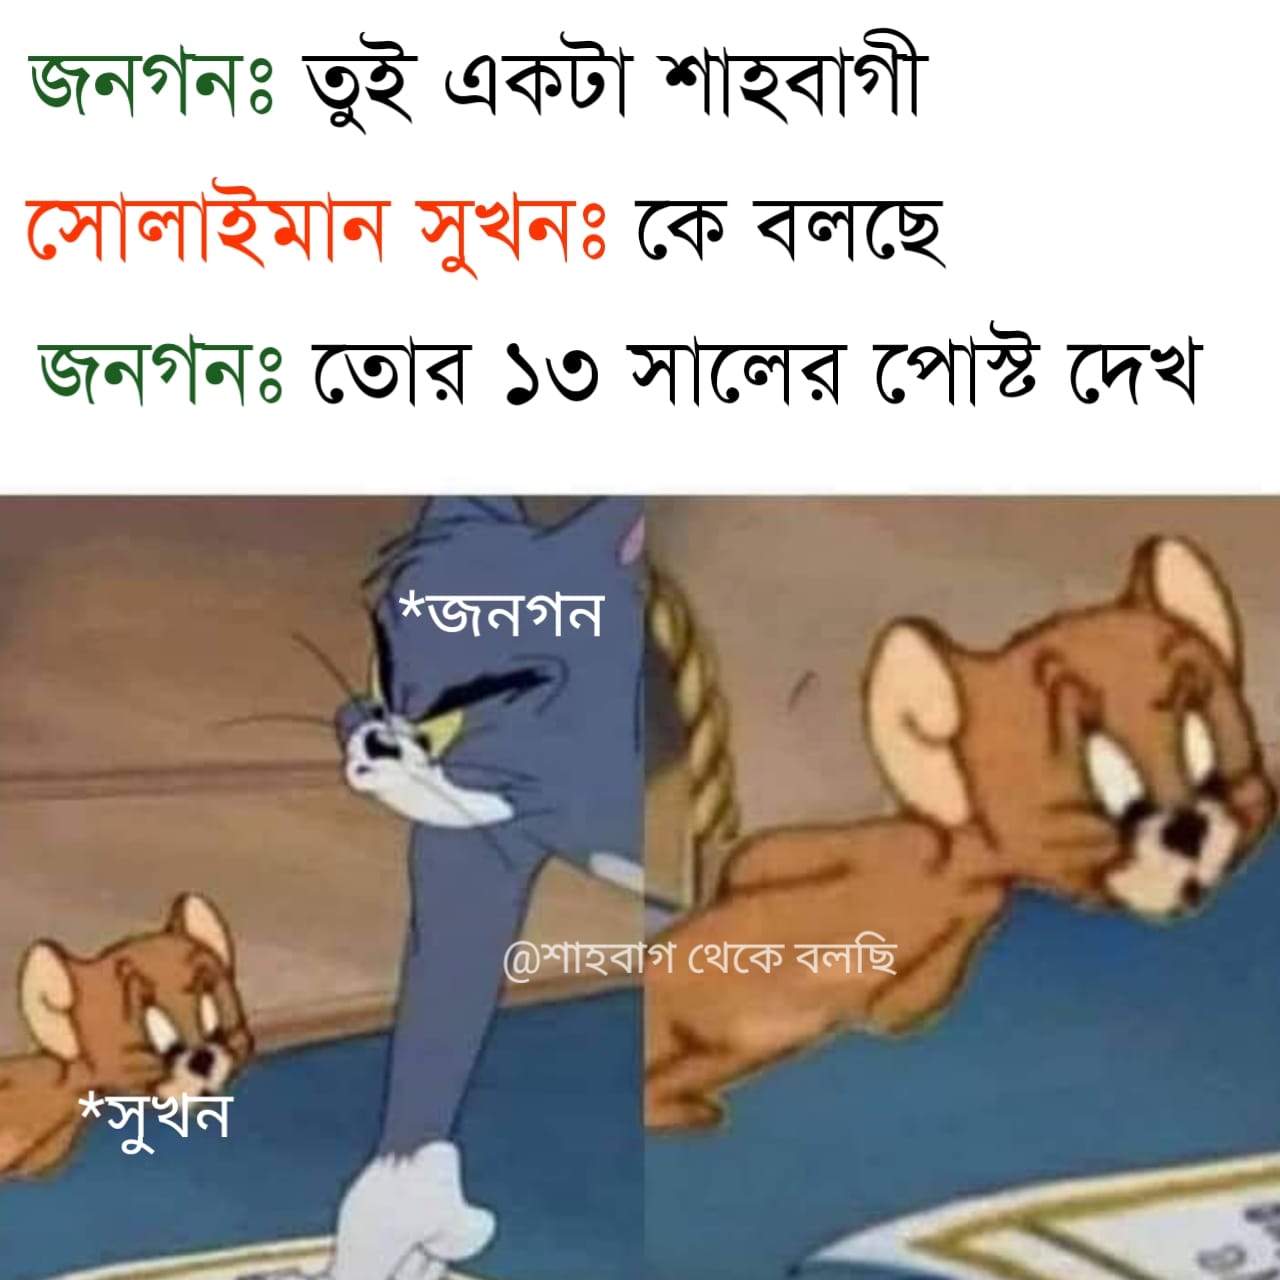 জনগনঃ তুই একটা শাহবাগী
সোলাইমান সুখনঃ কে বলছে
জনগনঃ তোর ১৩ সালের পোস্ট দেখ
*জনগন
@শাহবাগ থেকে বলছি
*সুখন